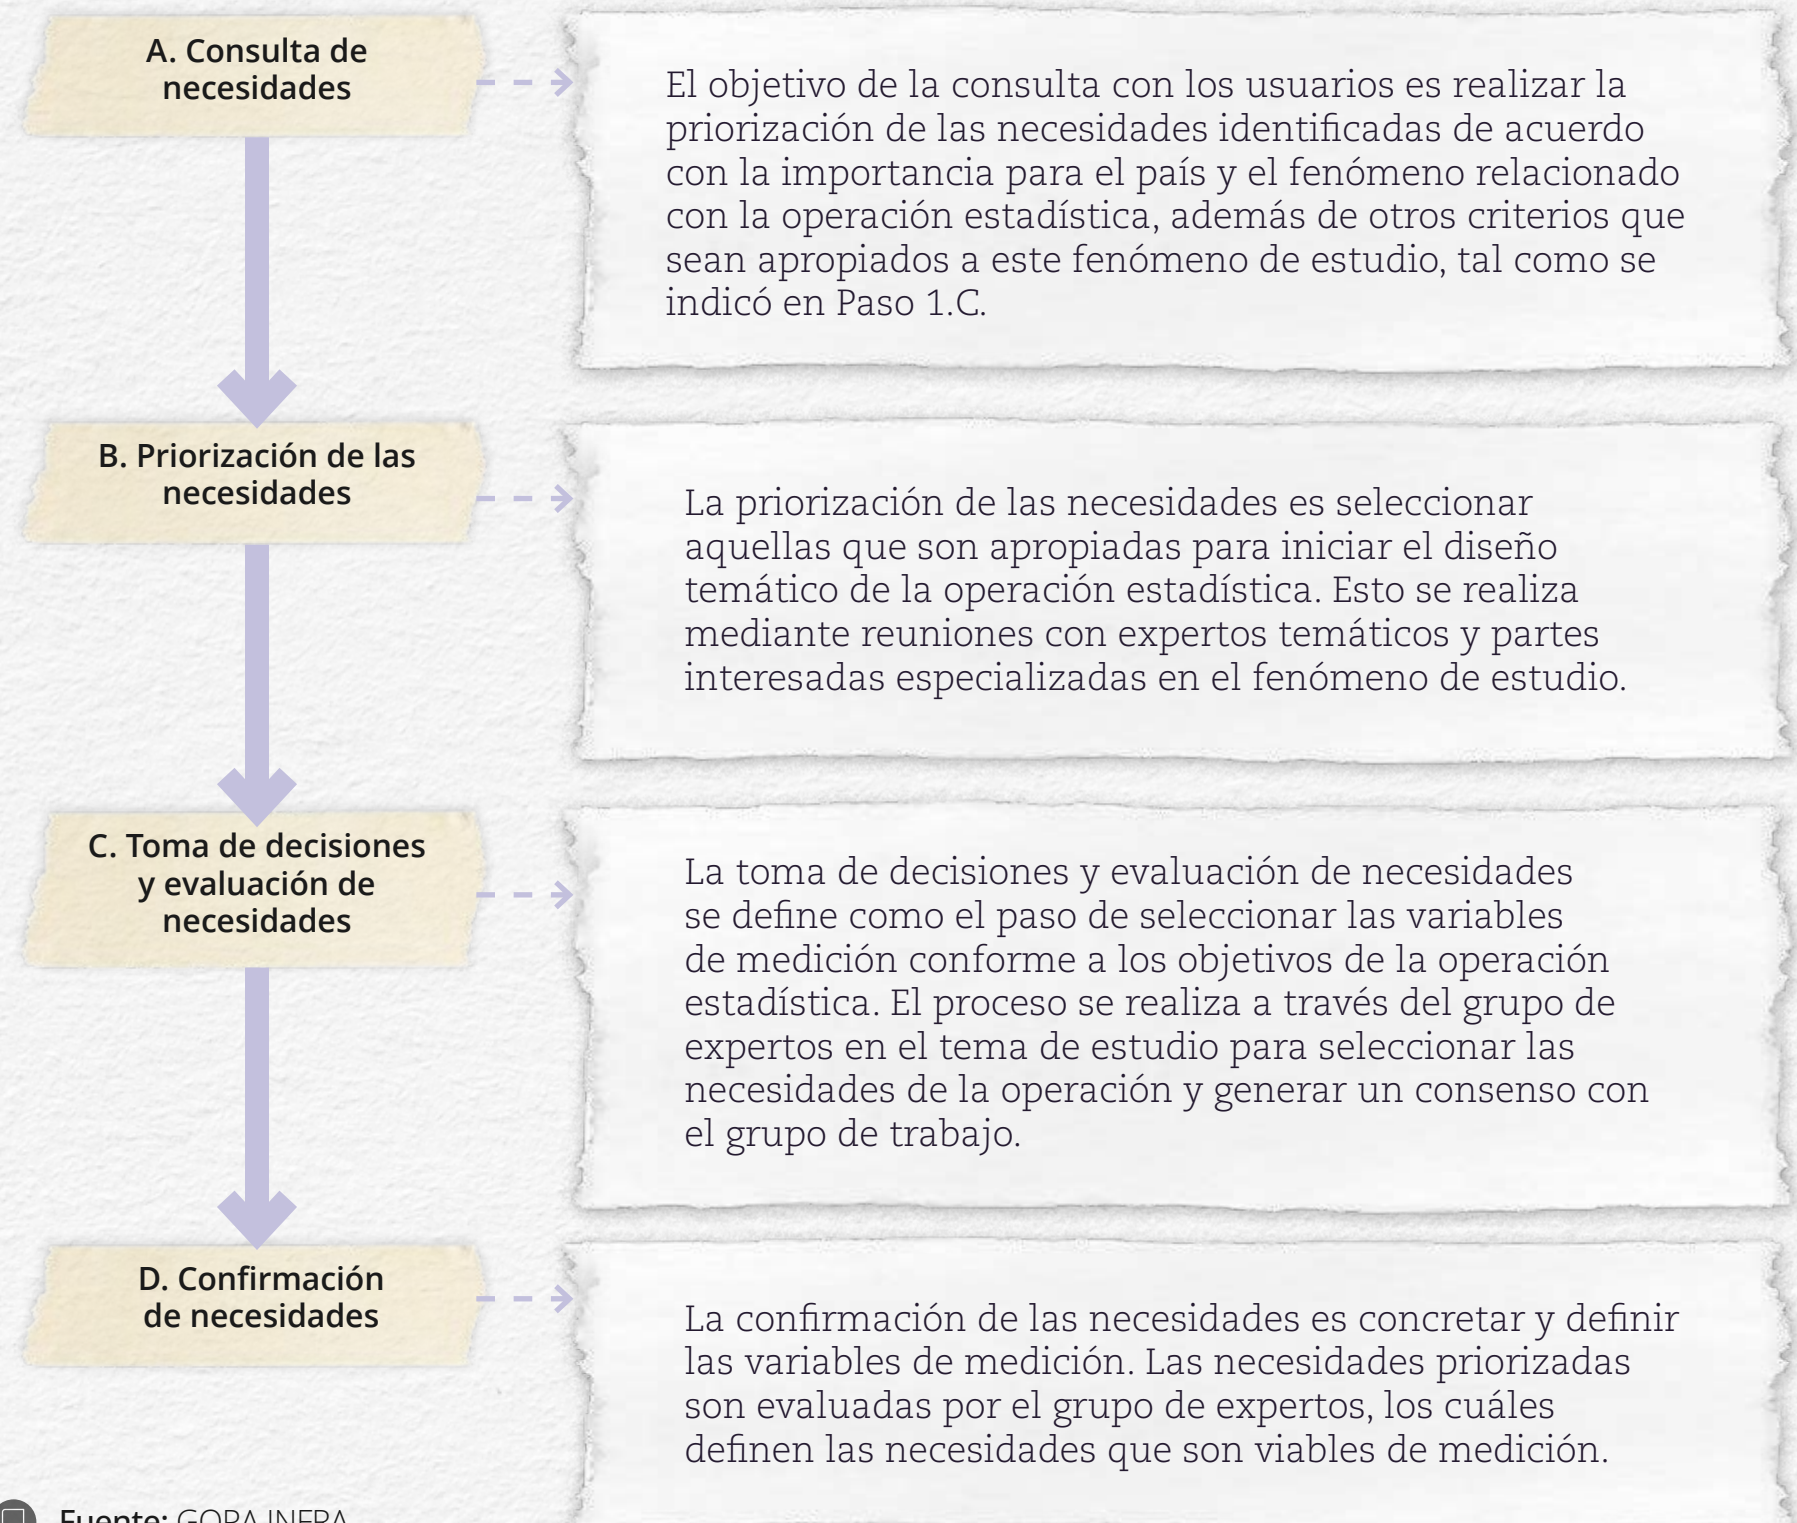 A. Consulta de
necesidades
El objetivo de la consulta con los usuarios es realizar la
priorización de las necesidades identificadas de acuerdo
con la importancia para el país y el fenómeno relacionado
con la operación estadística, además de otros criterios que
sean apropiados a este fenómeno de estudio, tal como se
indicó en Paso 1.C.
B. Priorización de las
necesidades
La priorización de las necesidades es seleccionar
aquellas que son apropiadas para iniciar el diseño
temático de la operación estadística. Esto se realiza
mediante reuniones con expertos temáticos y partes
interesadas especializadas en el fenómeno de estudio.
C. Toma de decisiones
y evaluación de
necesidades
La toma de decisiones y evaluación de necesidades
se define como el paso de seleccionar las variables
de medición conforme a los objetivos de la operación
estadística. El proceso se realiza a través del grupo de
expertos en el tema de estudio para seleccionar las
necesidades de la operación y generar un consenso con
el grupo de trabajo.
D. Confirmación
de necesidades
La confirmación de las necesidades es concretar y definir
las variables de medición. Las necesidades priorizadas
son evaluadas por el grupo de expertos, los cuáles
definen las necesidades que son viables de medición.
Fuente: GOPA INFRA